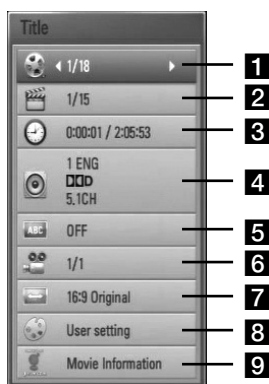 Title
1/18
1
1/15
2
0:00:01 / 2:05:53
3
1 ENG
DD D
5.1CH
4
ABC
OFF
5
1/1
6
16:9 Original
7
User setting
8
Movie Information
9